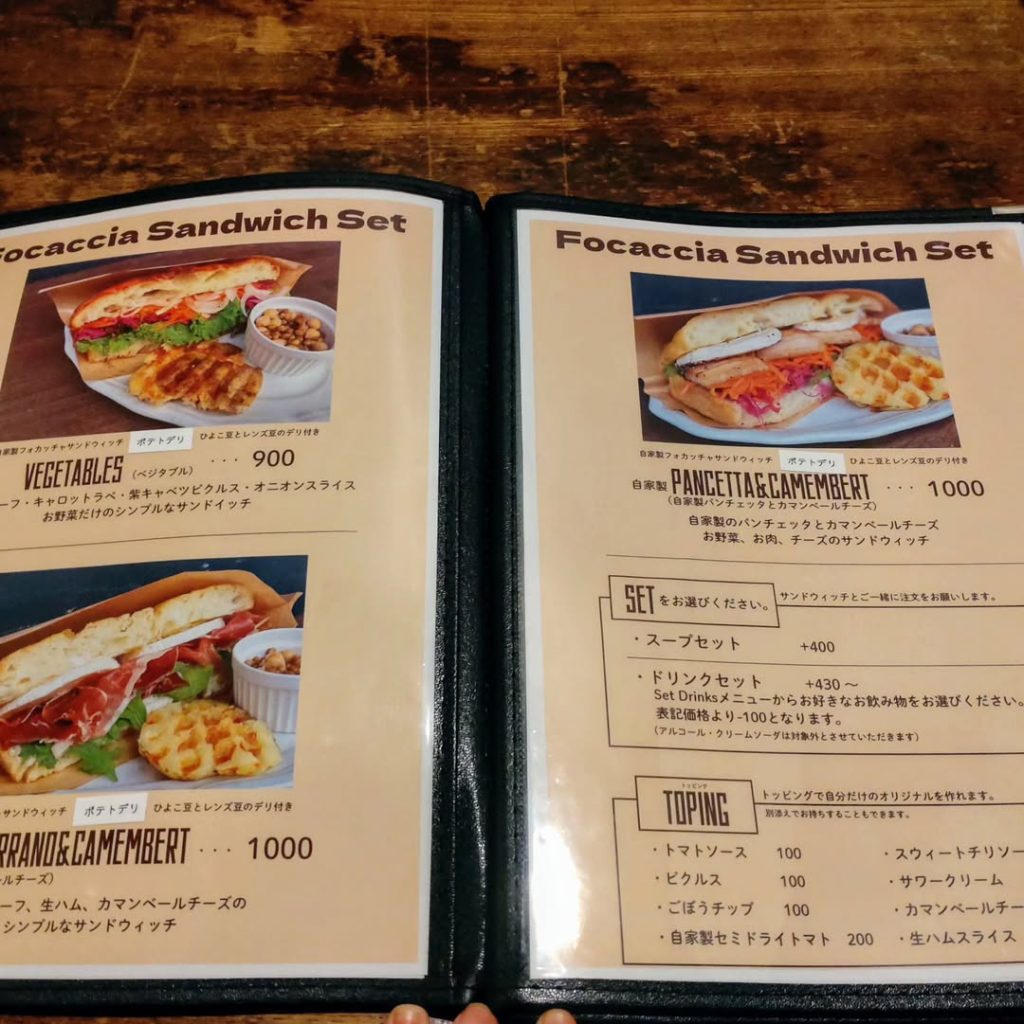 Focaccia Sandwich Set
自家製フォカッチャサンドウィッチ ポテトデリ ひよこ豆とレンズ豆のデリ付き
VEGETABLES (ベジタブル) ・・・ 900
ーフ・キャロットラペ・紫キャベツピクルス・オニオンスライス
お野菜だけのシンプルなサンドイッチ
サンドウィッチ ポテトデリ ひよこ豆とレンズ豆のデリ付き
RRANO&CAMEMBERT ・・・ 1000
ールチーズ)
ーフ、生ハム、カマンベールチーズの
シンプルなサンドウィッチ
Focaccia Sandwich Set
自家製フォカッチャサンドウィッチ ポテトデリ ひよこ豆とレンズ豆のデリ付き
自家製 PANCETTA&CAMEMBERT ・・・ 1000
(自家製パンチェッタとカマンベールチーズ)
自家製のパンチェッタとカマンベールチーズ
お野菜、お肉、チーズのサンドウィッチ
SETをお選びください。 サンドウィッチとご一緒に注文をお願いします。
・スープセット +400
・ドリンクセット +430～
Set Drinksメニューからお好きなお飲み物をお選びください。
表記価格より-100となります。
(アルコール・クリームソーダは対象外とさせていただきます)
トッピング
TOPING トッピングで自分だけのオリジナルを作れます。
別添えでお持ちすることもできます。
・トマトソース 100 ・スウィートチリソー
・ピクルス 100 ・サワークリーム
・ごぼうチップ 100 ・カマンベールチー
・自家製セミドライトマト 200 ・生ハムスライス